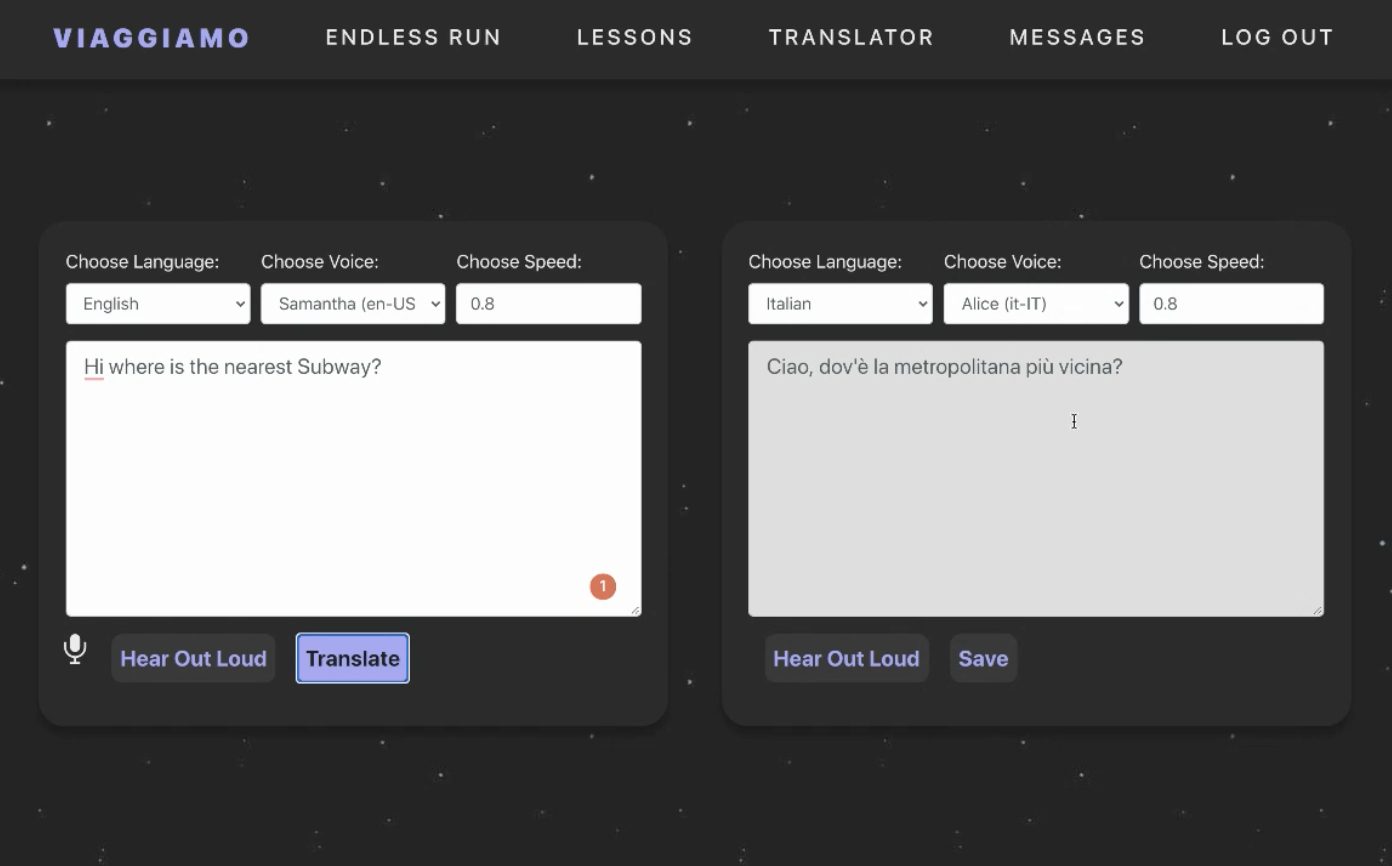 VIAGGIAMO ENDLESS RUN LESSONS TRANSLATOR MESSAGES LOG OUT
Choose Language: Choose Voice: Choose Speed:
English Samantha (en-US 0.8
Hi where is the nearest Subway?
1
Hear Out Loud Translate
Choose Language: Choose Voice: Choose Speed:
Italian Alice (it-IT) 0.8
Ciao, dov'è la metropolitana più vicina?
Hear Out Loud Save